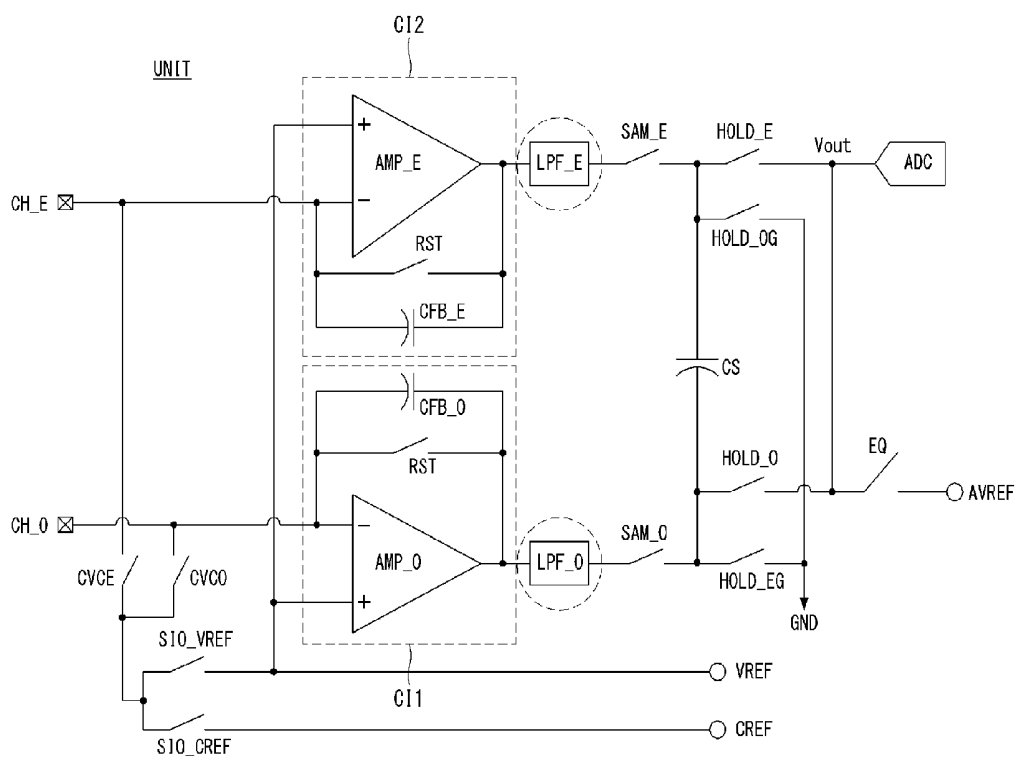 CI2
UNIT
SAM_E
HOLD_E
Vout
AMP_E
LPF_E
ADC
CH_E
RST
HOLD_OG
CFB_E
CS
CFB_O
RST
HOLD_O
EQ
AVREF
CH_O
SAM_O
AMP_O
LPF_O
CVCE
CVCO
HOLD_EG
GND
SIO_VREF
VREF
CI1
CREF
SIO_CREF